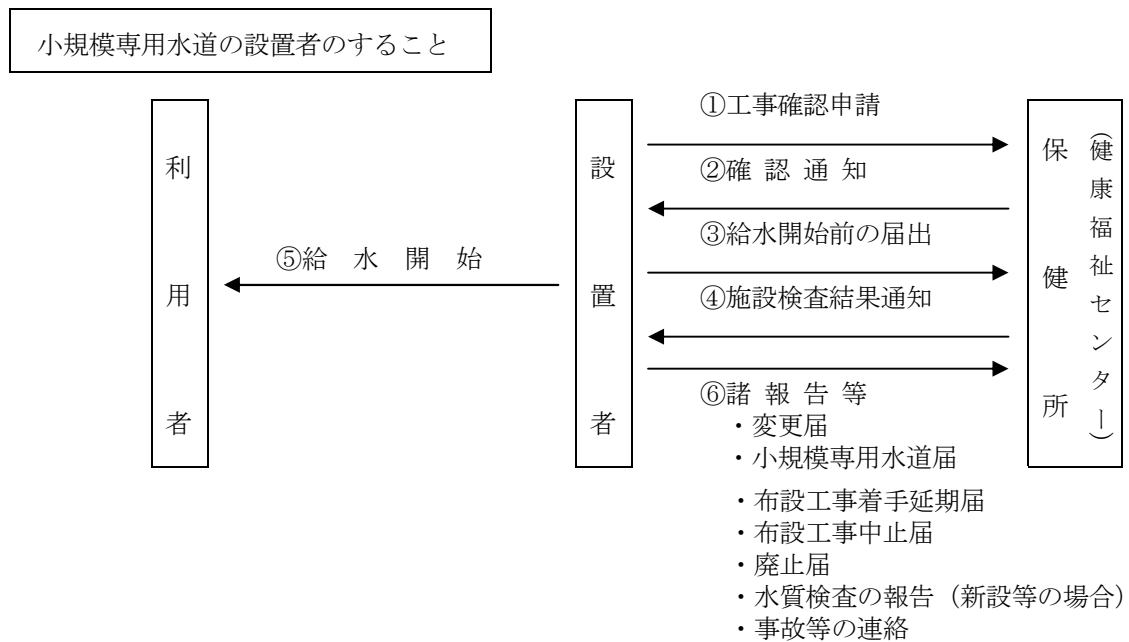 小規模専用水道の設置者のすること
利用者
設置者
保健所
(健康福祉センター)
①工事確認申請
②確 認 通 知
③給水開始前の届出
④施設検査結果通知
⑤給 水 開 始
⑥諸 報 告 等
・変更届
・小規模専用水道届
・布設工事着手延期届
・布設工事中止届
・廃止届
・水質検査の報告（新設等の場合）
・事故等の連絡